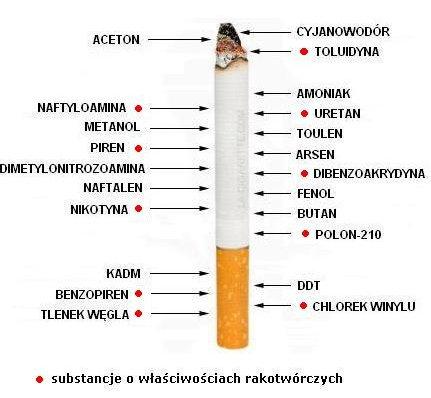 ACETON
CYJANOWODÓR
TOLUIDYNA
AMONIAK
NAFTYLOAMINA
URETAN
METANOL
TOULEN
PIREN
ARSEN
DIMETYLONITROZOAMINA
DIBENZOAKRYDYNA
NAFTALEN
FENOL
NIKOTYNA
BUTAN
POLON-210
KADM
DDT
BENZOPIREN
CHLOREK WINYLU
TLENEK WĘGLA
substancje o właściwościach rakotwórczych